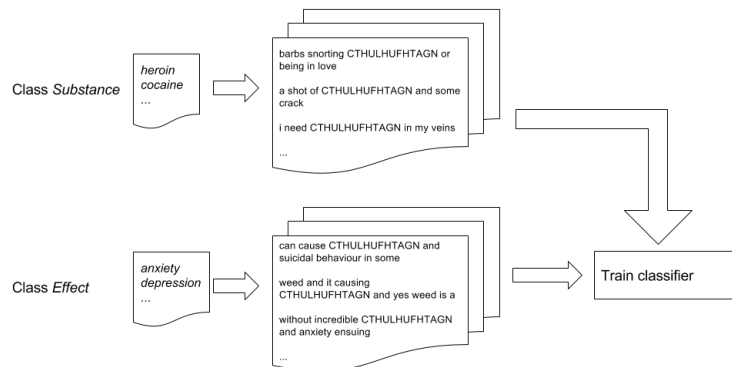 Class Substance
heroin
cocaine
...
barbs snorting CTHULHUFHTAGN or
being in love
a shot of CTHULHUFHTAGN and some
crack
i need CTHULHUFHTAGN in my veins
...
Class Effect
anxiety
depression
...
can cause CTHULHUFHTAGN and
suicidal behaviour in some
weed and it causing
CTHULHUFHTAGN and yes weed is a
without incredible CTHULHUFHTAGN
and anxiety ensuing
...
Train classifier